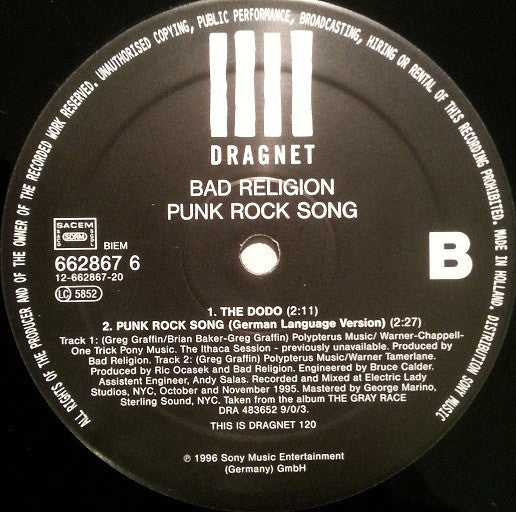 ALL RIGHTS OF THE PRODUCER AND OF THE OWNER OF THE RECORDED WORK RESERVED. UNAUTHORISED COPYING, PUBLIC PERFORMANCE, BROADCASTING, HIRING OR RENTAL OF THIS RECORDING PROHIBITED. MADE IN HOLLAND DISTRIBUTION SONY MUSIC
DRAGNET
BAD RELIGION
PUNK ROCK SONG
SACEM
SACD SDRM SGDL
BIEM
662867 6
12-662867-20
LC 5852
B
1. THE DODO (2:11)
2. PUNK ROCK SONG (German Language Version) (2:27)
Track 1: (Greg Graffin/Brian Baker-Greg Graffin) Polypterus Music/ Warner-Chappell-
One Trick Pony Music. The Ithaca Session - previously unavailable. Produced by
Bad Religion. Track 2: (Greg Graffin) Polypterus Music/Warner Tamerlane.
Produced by Ric Ocasek and Bad Religion. Engineered by Bruce Calder.
Assistent Engineer, Andy Salas. Recorded and Mixed at Electric Lady
Studios, NYC, October and November 1995. Mastered by George Marino,
Sterling Sound, NYC. Taken from the album THE GRAY RACE
DRA 483652 9/0/3.
THIS IS DRAGNET 120
℗ 1996 Sony Music Entertainment
(Germany) GmbH